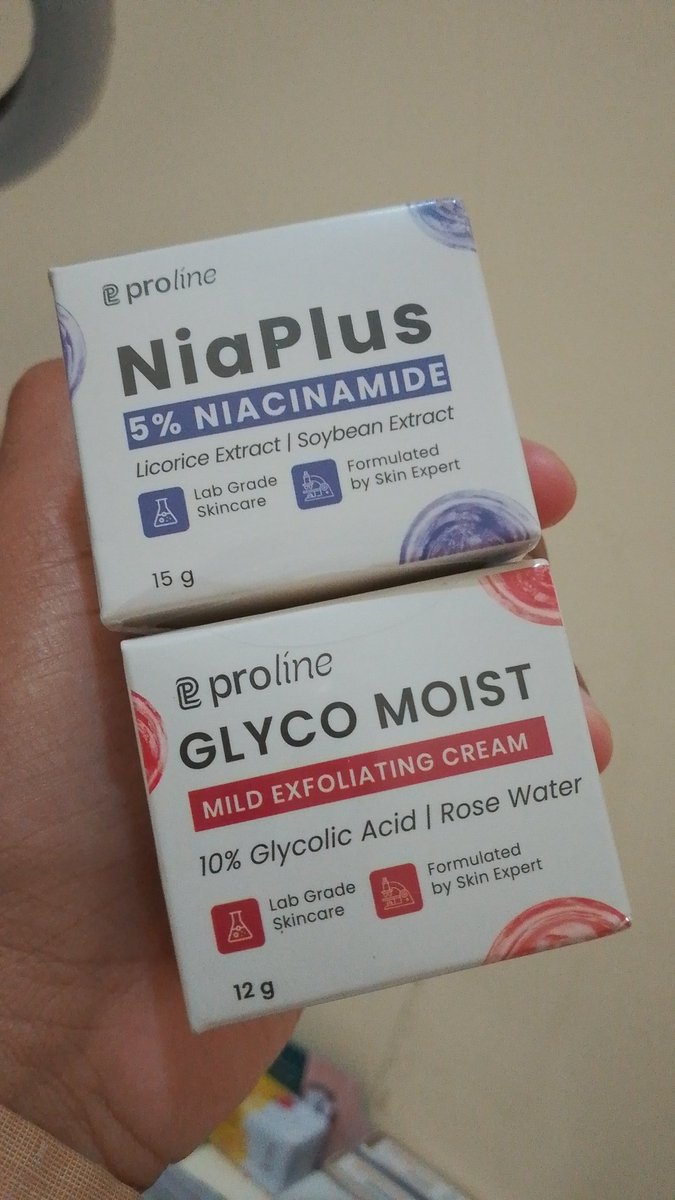 proline
NiaPlus
5% NIACINAMIDE
Licorice Extract | Soybean Extract
Lab Grade
Skincare
Formulated
by Skin Expert
15 g
proline
GLYCO MOIST
MILD EXFOLIATING CREAM
10% Glycolic Acid | Rose Water
Lab Grade
Skincare
Formulated
by Skin Expert
12 g